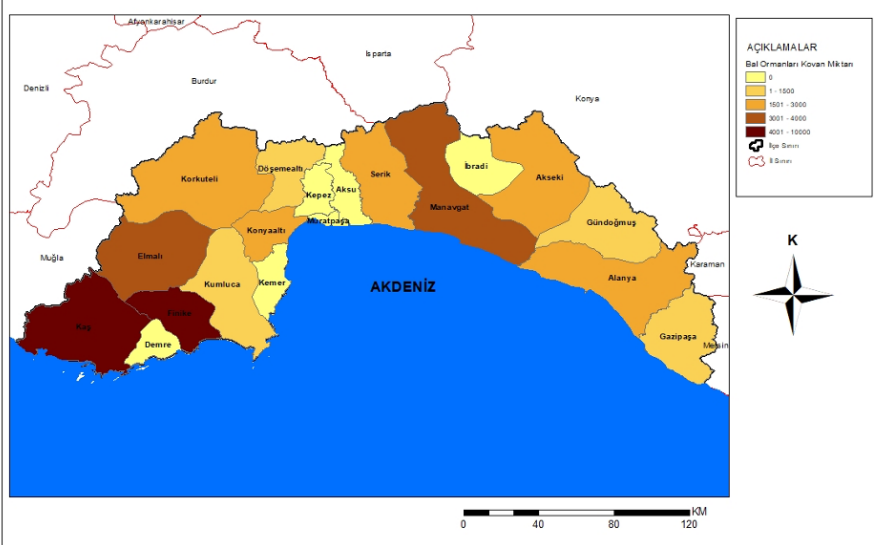 Afyonkarahisar
Isparta
Denizli
Burdur
Konya
AÇIKLAMALAR
Bal Ormanları Kovan Miktarı
0
1 - 1500
1501 - 3000
3001 - 4000
4001 - 10000
İlçe Sınırı
İl Sınırı
Korkuteli
Döşemealtı
Kepez
Aksu
Serik
İbradi
Akseki
Manavgat
Muratpaşa
Konyaaltı
Gündoğmuş
Muğla
Elmalı
Kumluca
Kemer
AKDENİZ
Alanya
Karaman
K
Kaş
Finike
Demre
Gazipaşa
Mersin
KM
0 40 80 120